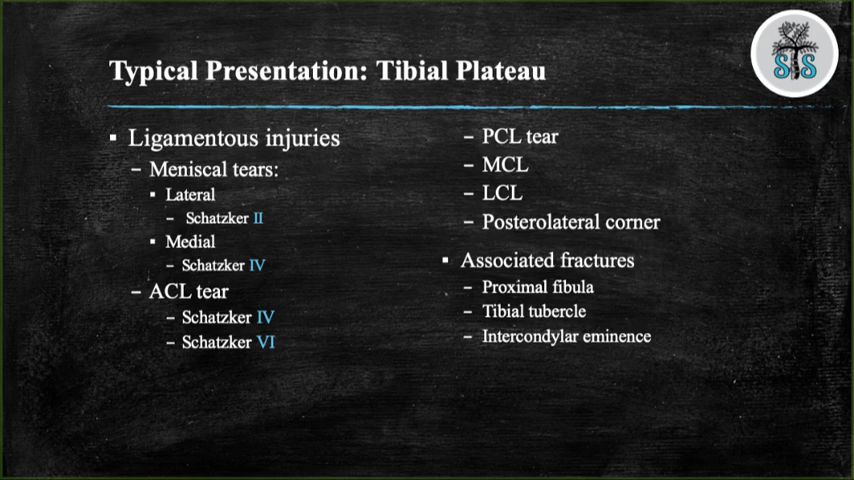 Typical Presentation: Tibial Plateau
SIS
▪ Ligamentous injuries
– Meniscal tears:
▪ Lateral
– Schatzker II
▪ Medial
– Schatzker IV
– ACL tear
– Schatzker IV
– Schatzker VI
– PCL tear
– MCL
– LCL
– Posterolateral corner
▪ Associated fractures
– Proximal fibula
– Tibial tubercle
– Intercondylar eminence